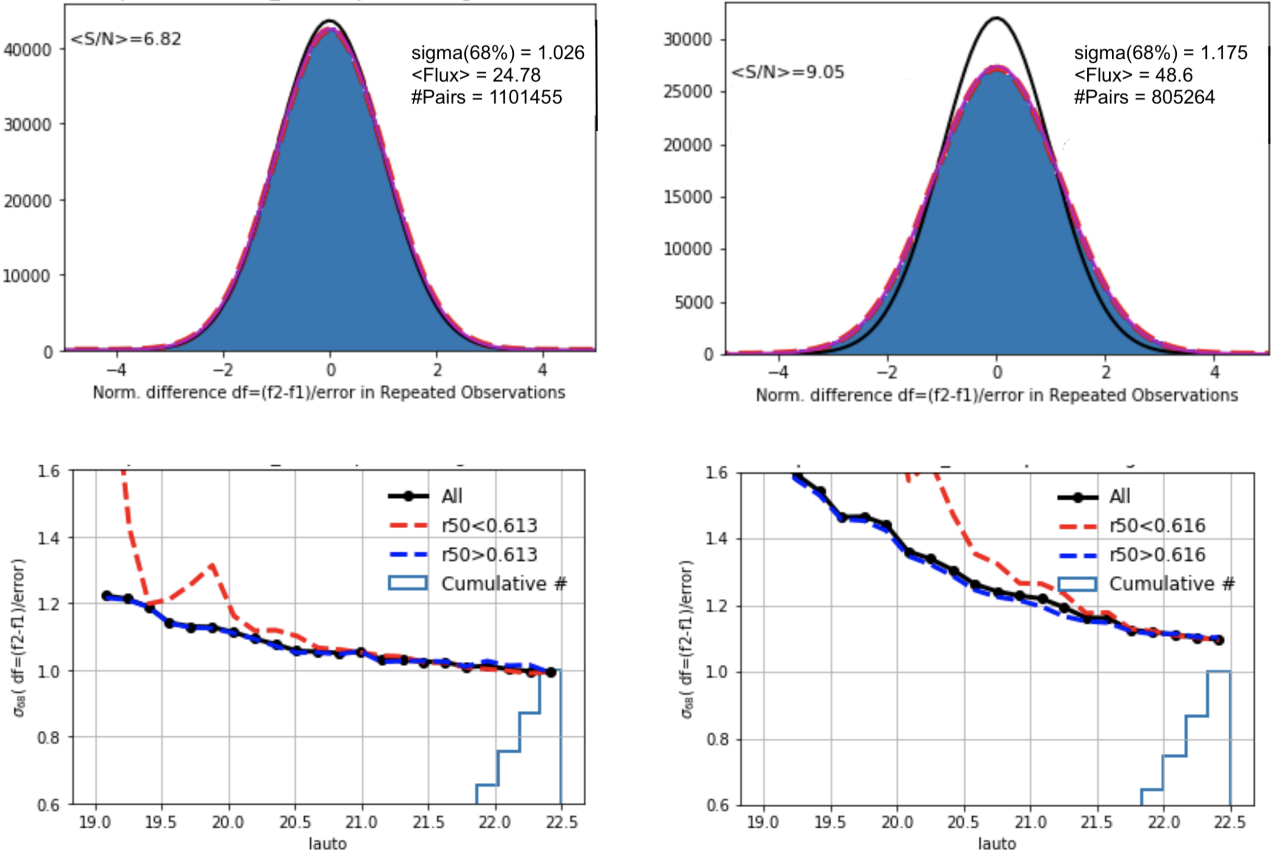 <S/N>=6.82
sigma(68%) = 1.026
<Flux> = 24.78
#Pairs = 1101455
40000
30000
20000
10000
0
−4 −2 0 2 4
Norm. difference df=(f2-f1)/error in Repeated Observations
<S/N>=9.05
sigma(68%) = 1.175
<Flux> = 48.6
#Pairs = 805264
30000
25000
20000
15000
10000
5000
0
−4 −2 0 2 4
Norm. difference df=(f2-f1)/error in Repeated Observations
All
r50<0.613
r50>0.613
Cumulative #
1.6
1.4
1.2
1.0
0.8
0.6
σ68( df=(f2-f1)/error)
19.0 19.5 20.0 20.5 21.0 21.5 22.0 22.5
Iauto
All
r50<0.616
r50>0.616
Cumulative #
1.6
1.4
1.2
1.0
0.8
0.6
σ68( df=(f2-f1)/error)
19.0 19.5 20.0 20.5 21.0 21.5 22.0 22.5
Iauto